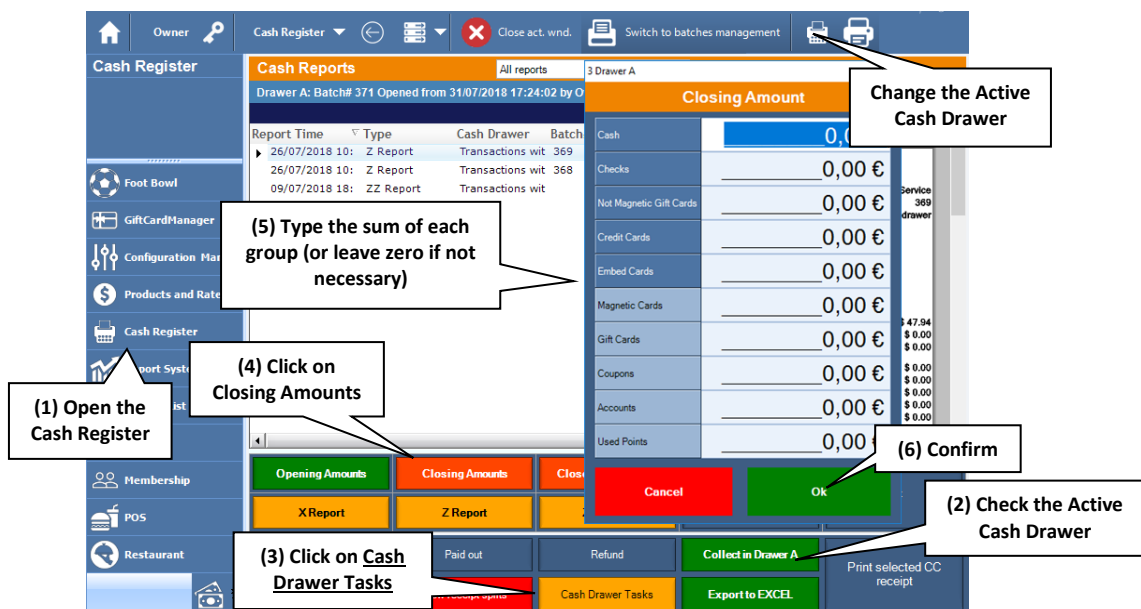 Owner
Cash Register
Close act. wnd.
Switch to batches management
Cash Register
Cash Reports
All reports
3 Drawer A
Drawer A: Batch# 371 Opened from 31/07/2018 17:24:02 by O
Closing Amount
Change the Active
Cash Drawer
Report Time Type Cash Drawer Batch
26/07/2018 10: Z Report Transactions wit 369
26/07/2018 10: Z Report Transactions wit 368
09/07/2018 18: ZZ Report Transactions wit
Cash 0,
Checks 0,00 €
Not Magnetic Gift Cards 0,00 €
Credit Cards 0,00 €
Embed Cards 0,00 €
Magnetic Cards 0,00 €
Gift Cards 0,00 €
Coupons 0,00 €
Accounts 0,00 €
Used Points 0,00
Service
369
drawer
$ 47.94
$ 0.00
$ 0.00
$ 0.00
$ 0.00
$ 0.00
$ 0.00
$ 0.00
Foot Bowl
GiftCardManager
Configuration Man
Products and Rate
Cash Register
port Syste
ist
Membership
POS
Restaurant
(5) Type the sum of each
group (or leave zero if not
necessary)
(4) Click on
Closing Amounts
(1) Open the
Cash Register
(6) Confirm
Opening Amounts
Closing Amounts
Close
Cancel
Ok
X Report
Z Report
(2) Check the Active
Cash Drawer
(3) Click on Cash
Drawer Tasks
Paid out
Refund
Collect in Drawer A
Print selected CC
receipt
receipt splits
Cash Drawer Tasks
Export to EXCEL